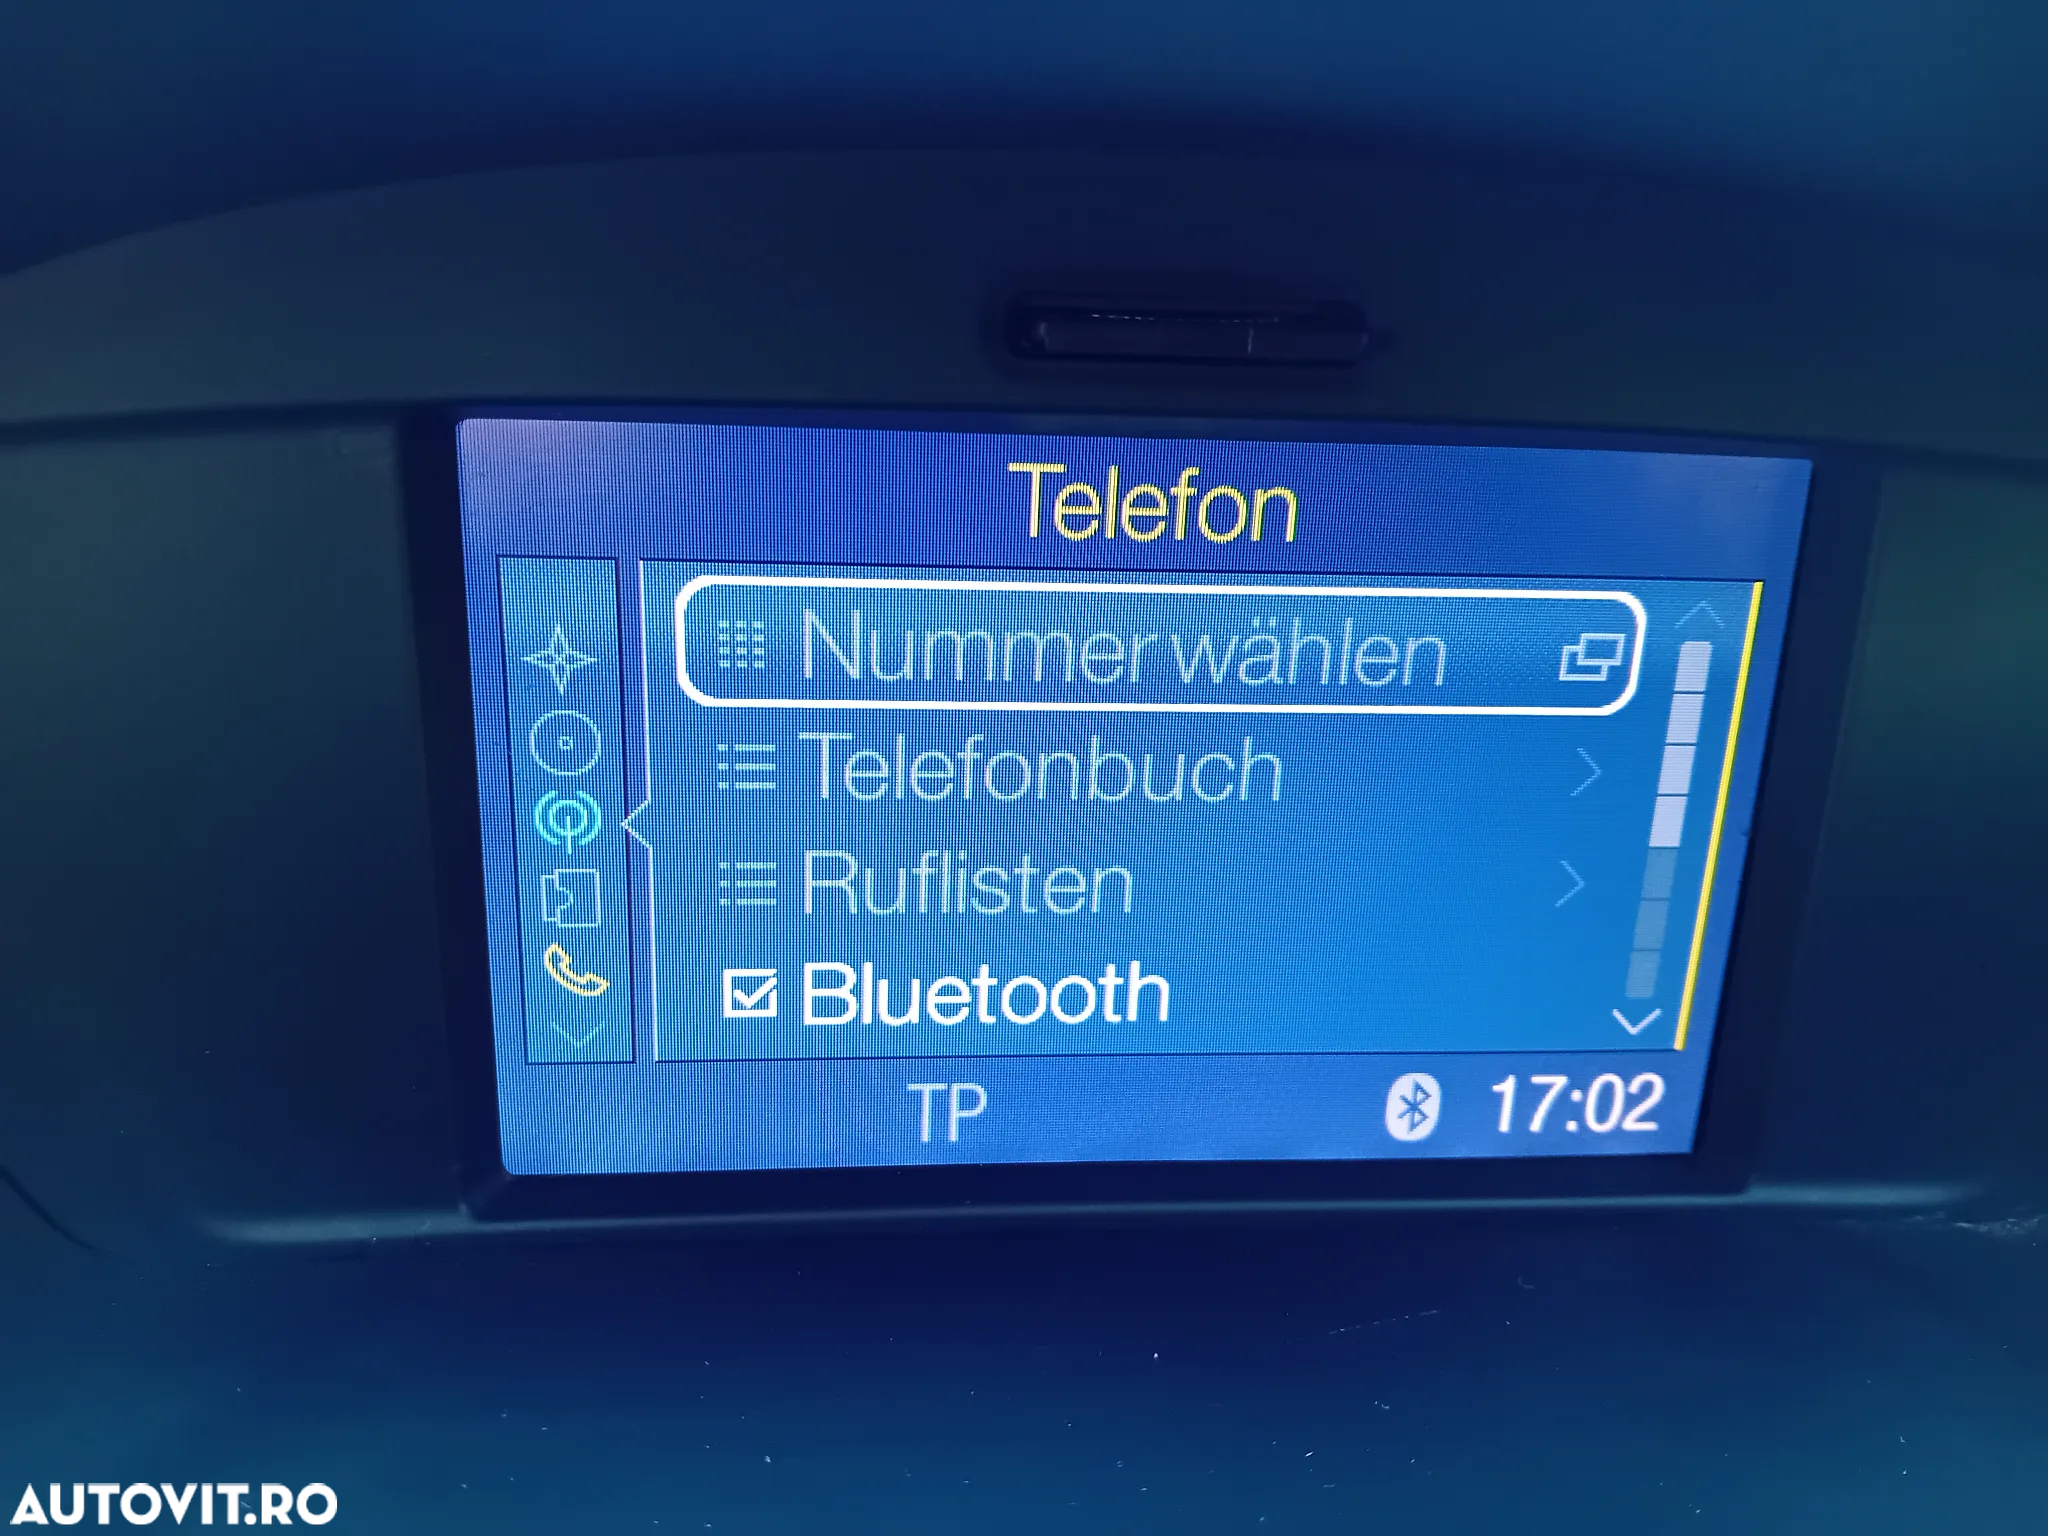 Telefon
Nummer wählen
Telefonbuch
Ruflisten
Bluetooth
TP 17:02
AUTOVIT.RO